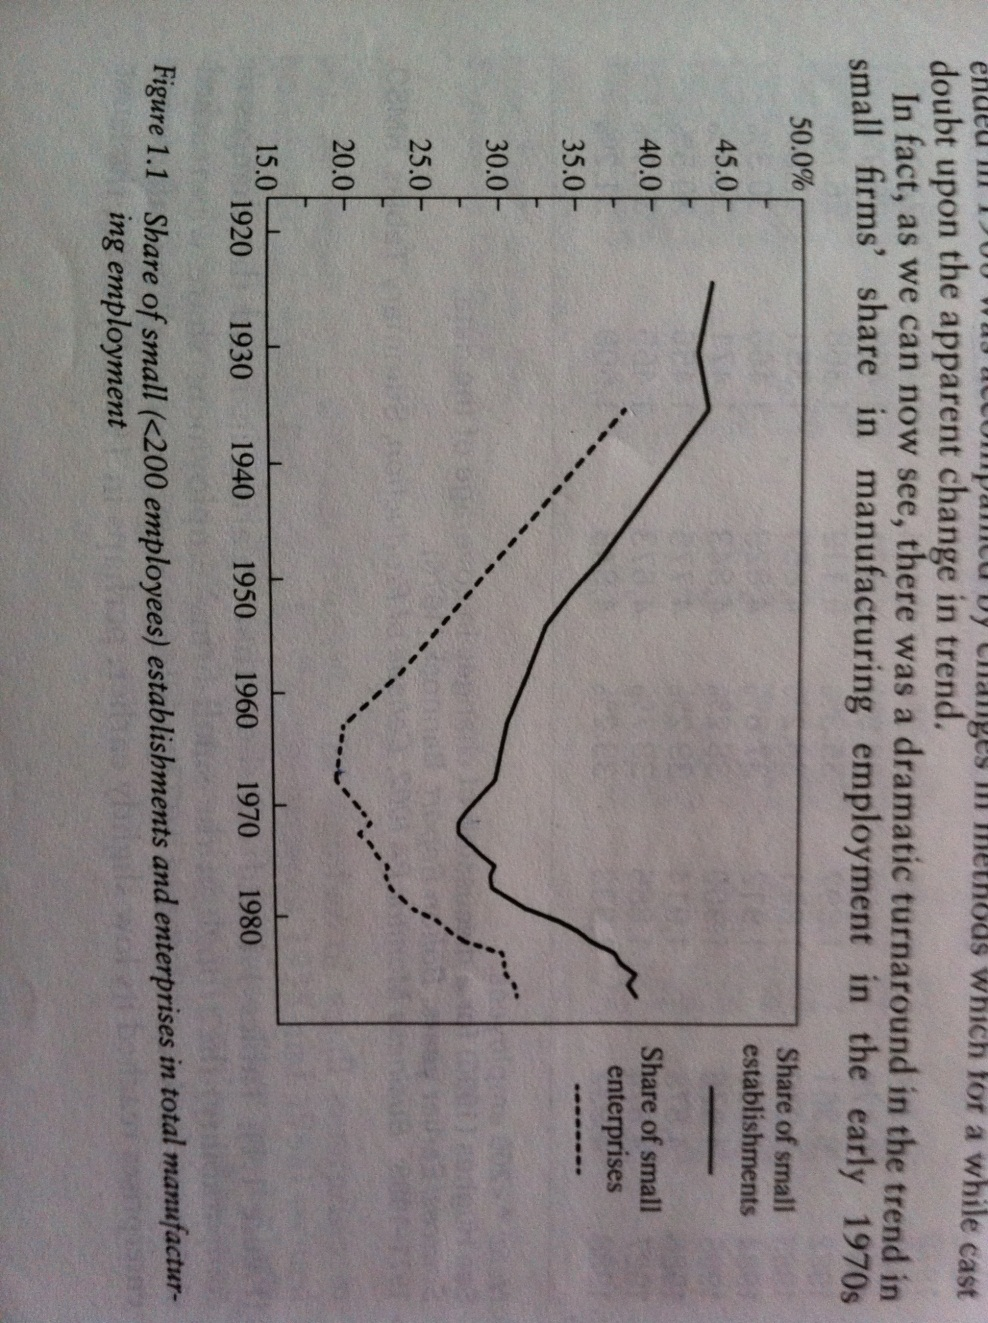 doubt upon the apparent change in trend.
In fact, as we can now see, there was a dramatic turnaround in the trend in
small firms' share in manufacturing employment in the early 1970s
50.0%
45.0
40.0
35.0
30.0
25.0
20.0
15.0
1920 1930 1940 1950 1960 1970 1980
Share of small
establishments
Share of small
enterprises
Figure 1.1 Share of small (<200 employees) establishments and enterprises in total manufactur-
ing employment